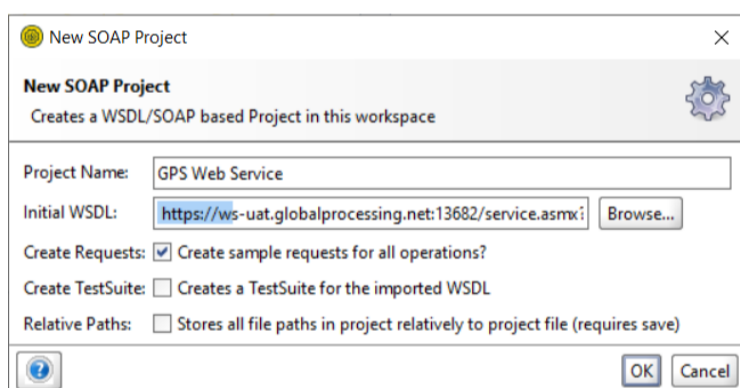 New SOAP Project
New SOAP Project
Creates a WSDL/SOAP based Project in this workspace
Project Name: GPS Web Service
Initial WSDL: https://ws-uat.globalprocessing.net:13682/service.asmx Browse...
Create Requests: Create sample requests for all operations?
Create TestSuite: Creates a TestSuite for the imported WSDL
Relative Paths: Stores all file paths in project relatively to project file (requires save)
? OK Cancel